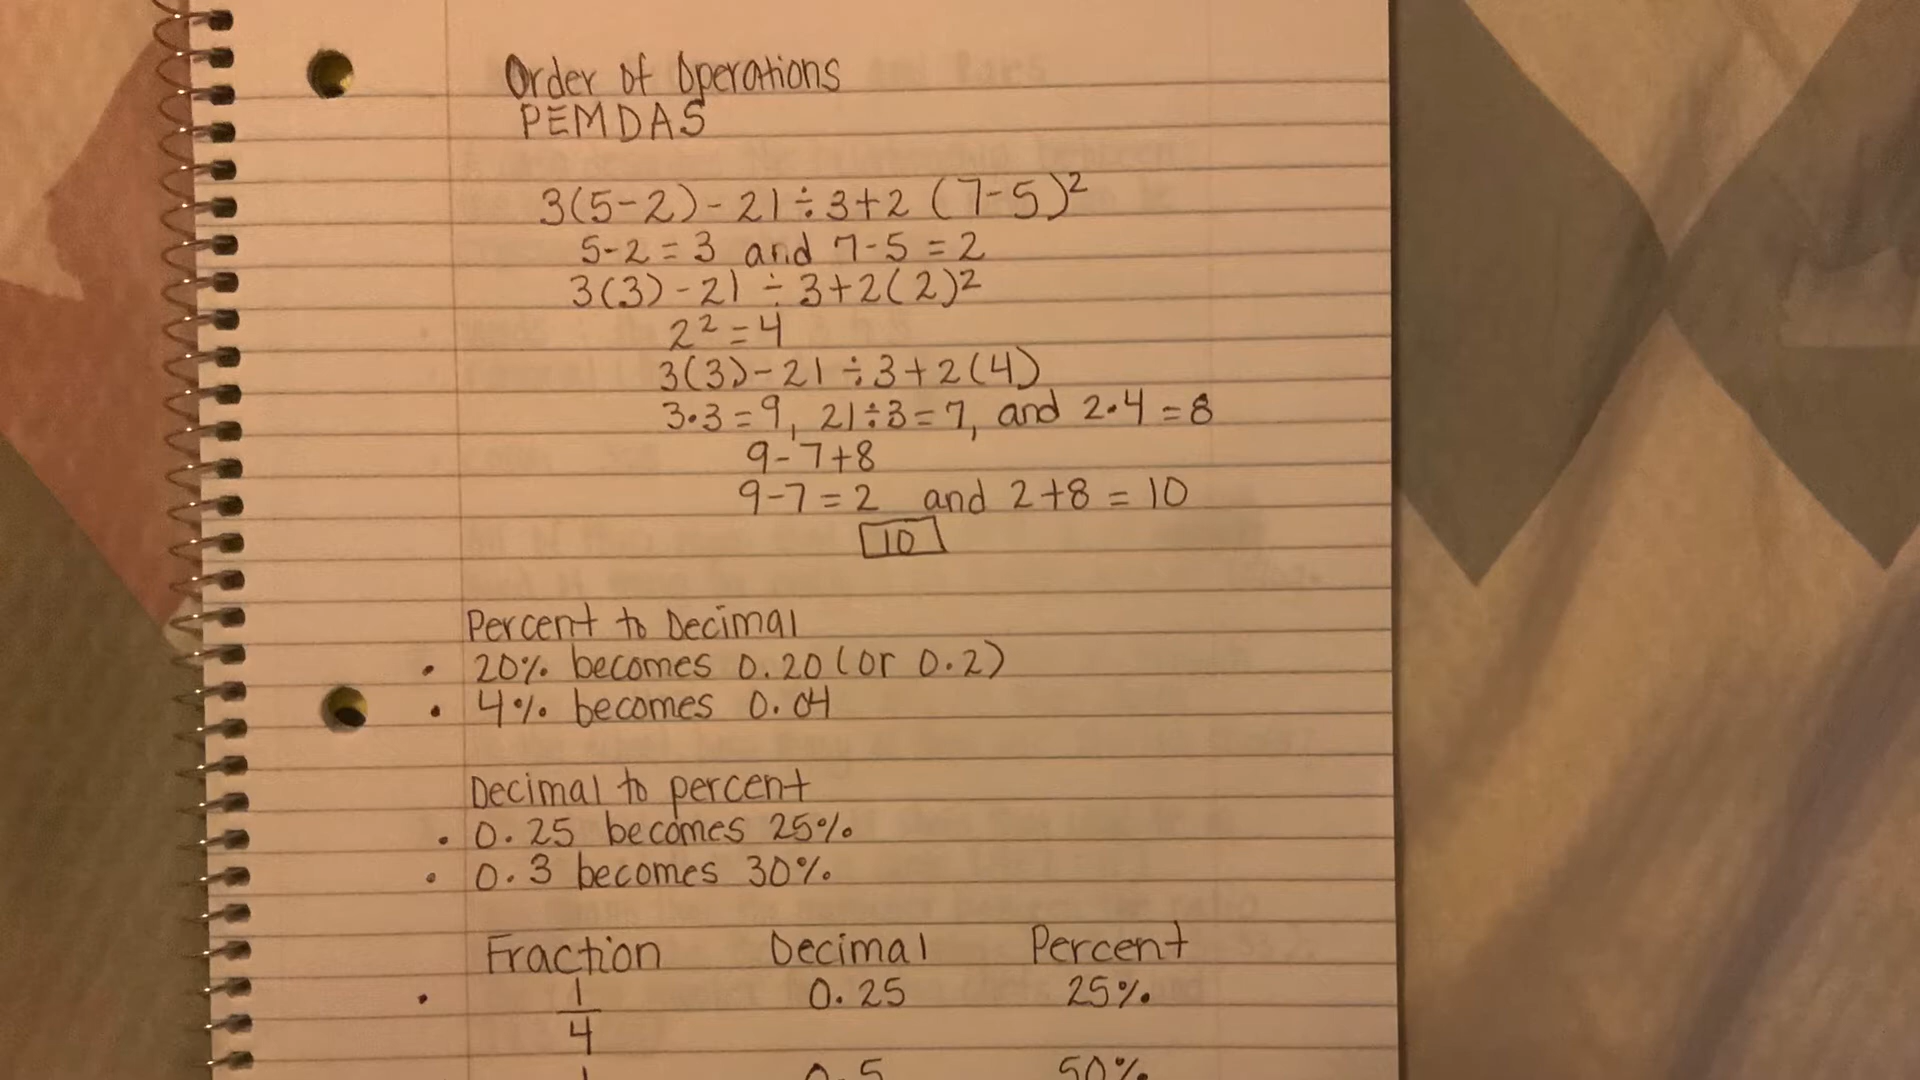 Order of Operations
PEMDAS
3(5-2)-21÷3+2(7-5)²
5-2=3 and 7-5=2
3(3)-21÷3+2(2)²
2²=4
3(3)-21÷3+2(4)
3•3=9, 21÷3=7, and 2•4=8
9-7+8
9-7=2 and 2+8=10
10
Percent to Decimal
• 20% becomes 0.20 (or 0.2)
• 4% becomes 0.04
Decimal to percent
• 0.25 becomes 25%
• 0.3 becomes 30%
Fraction Decimal Percent
• 1/4 0.25 25%
0.5 50%